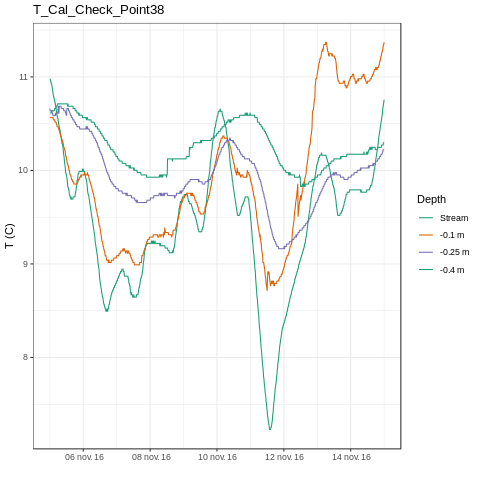 T_Cal_Check_Point38
T (C)
11
10
9
8
06 nov.16
08 nov.16
10 nov.16
12 nov.16
14 nov.16
Depth
Stream
-0.1 m
-0.25 m
-0.4 m